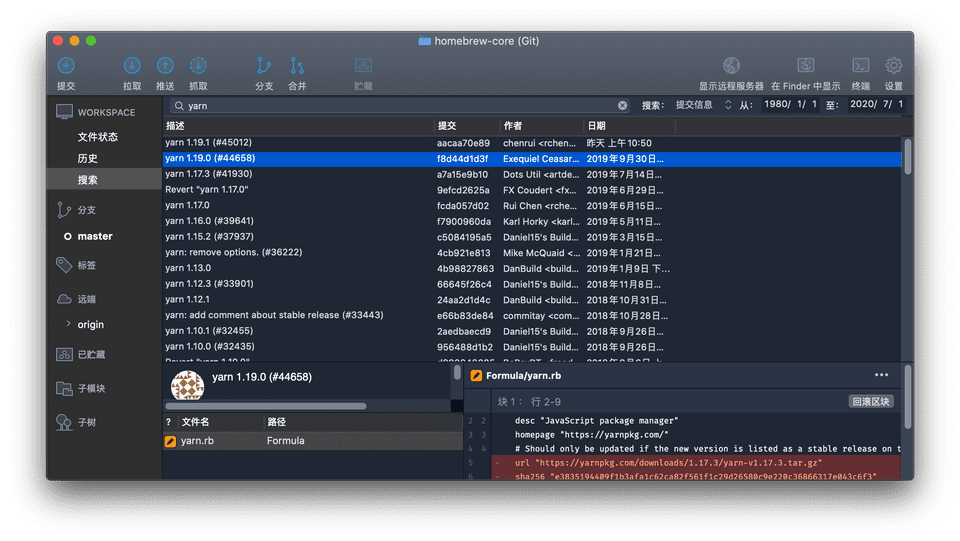 homebrew-core (Git)
提交 拉取 推送 抓取 分支 合并 贮藏 显示远程服务器 在 Finder 中显示 终端 设置
WORKSPACE
文件状态
历史
搜索
分支
master
标签
远端
origin
已贮藏
子模块
子树
yarn 搜索: 提交信息 从: 1980/ 1/ 1 至: 2020/ 7/ 1
描述 提交 作者 日期
yarn 1.19.1 (#45012) aacaa70e89 chenrui <rchen... 昨天 上午10:50
yarn 1.19.0 (#44658) f8d44d1d3f Exequiel Ceasar... 2019年9月30日...
yarn 1.17.3 (#41930) a7a15e9b10 Dots Util <artde... 2019年7月14日...
Revert "yarn 1.17.0" 9efcd2625a FX Coudert <fx... 2019年6月29日...
yarn 1.17.0 fcda057d02 Rui Chen <rchen... 2019年6月15日...
yarn 1.16.0 (#39641) f7900960da Karl Horky <karl... 2019年5月11日...
yarn 1.15.2 (#37937) c5084195a5 Daniel15's Build... 2019年3月15日...
yarn: remove options. (#36222) 4cb921e813 Mike McQuaid <... 2019年1月21日...
yarn 1.13.0 4b98827863 DanBuild <build... 2019年1月9日 下...
yarn 1.12.3 (#33901) 66645f26c4 Daniel15's Build... 2018年11月8日...
yarn 1.12.1 24aa2d1d4c DanBuild <build... 2018年10月31日...
yarn: add comment about stable release (#33443) e66b83de84 commitay <comm... 2018年10月28日...
yarn 1.10.1 (#32455) 2aedbaecd9 Daniel15's Build... 2018年9月26日...
yarn 1.10.0 (#32435) 956488d1b2 Daniel15's Build... 2018年9月26日...
yarn 1.19.0 (#44658)
? 文件名 路径
yarn.rb Formula
Formula/yarn.rb
块 1： 行 2-9 回滚区块
2 2 desc "JavaScript package manager"
3 3 homepage "https://yarnpkg.com/"
4 4 # Should only be updated if the new version is listed as a stable release on t
5 - url "https://yarnpkg.com/downloads/1.17.3/yarn-v1.17.3.tar.gz"
6 - sha256 "e3835194409f1b3afa1c62ca82f561f1c29d26580c9e220c36866317e043c6f3"